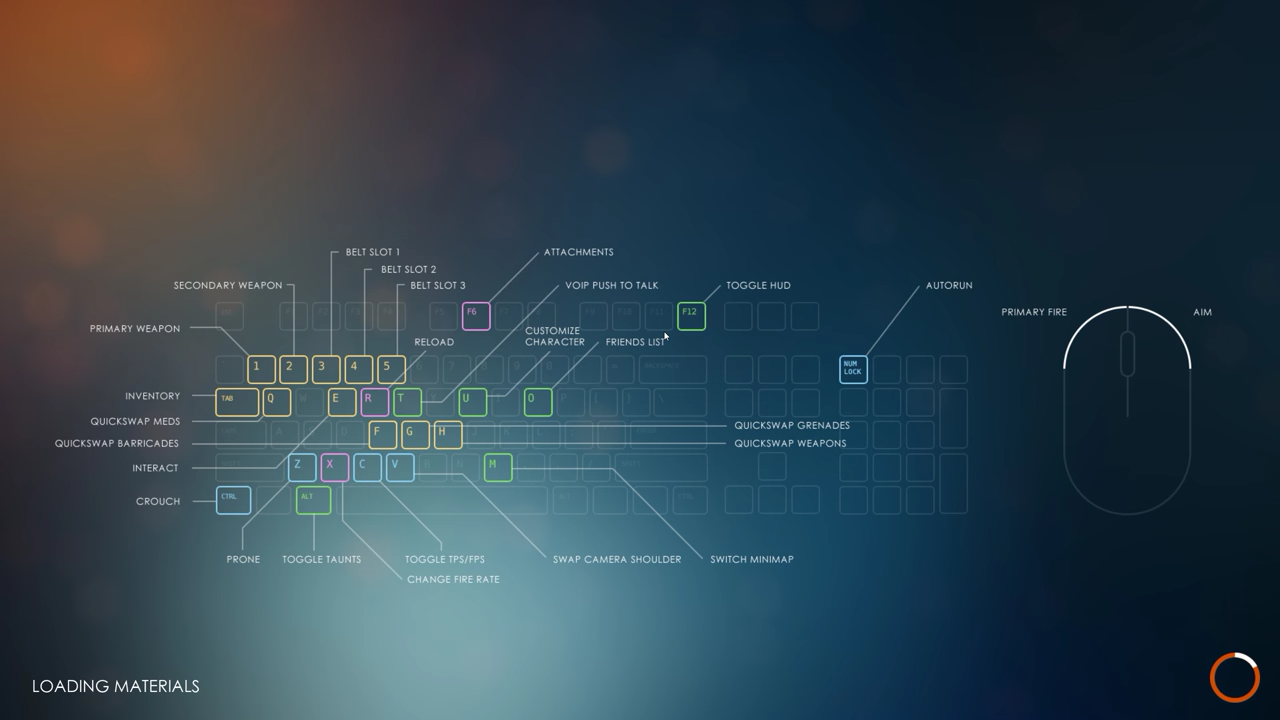 BELT SLOT 1
ATTACHMENTS
BELT SLOT 2
SECONDARY WEAPON
BELT SLOT 3
VOIP PUSH TO TALK
TOGGLE HUD
AUTORUN
F6
F12
PRIMARY FIRE
AIM
PRIMARY WEAPON
RELOAD
CUSTOMIZE
CHARACTER
FRIENDS LIST
1 2 3 4 5
NUM
LOCK
INVENTORY
TAB Q E R T U O
QUICKSWAP MEDS
F G H
QUICKSWAP GRENADES
QUICKSWAP BARRICADES
QUICKSWAP WEAPONS
INTERACT
Z X C V M
CROUCH
CTRL ALT
PRONE
TOGGLE TAUNTS
TOGGLE TPS/FPS
SWAP CAMERA SHOULDER
SWITCH MINIMAP
CHANGE FIRE RATE
LOADING MATERIALS